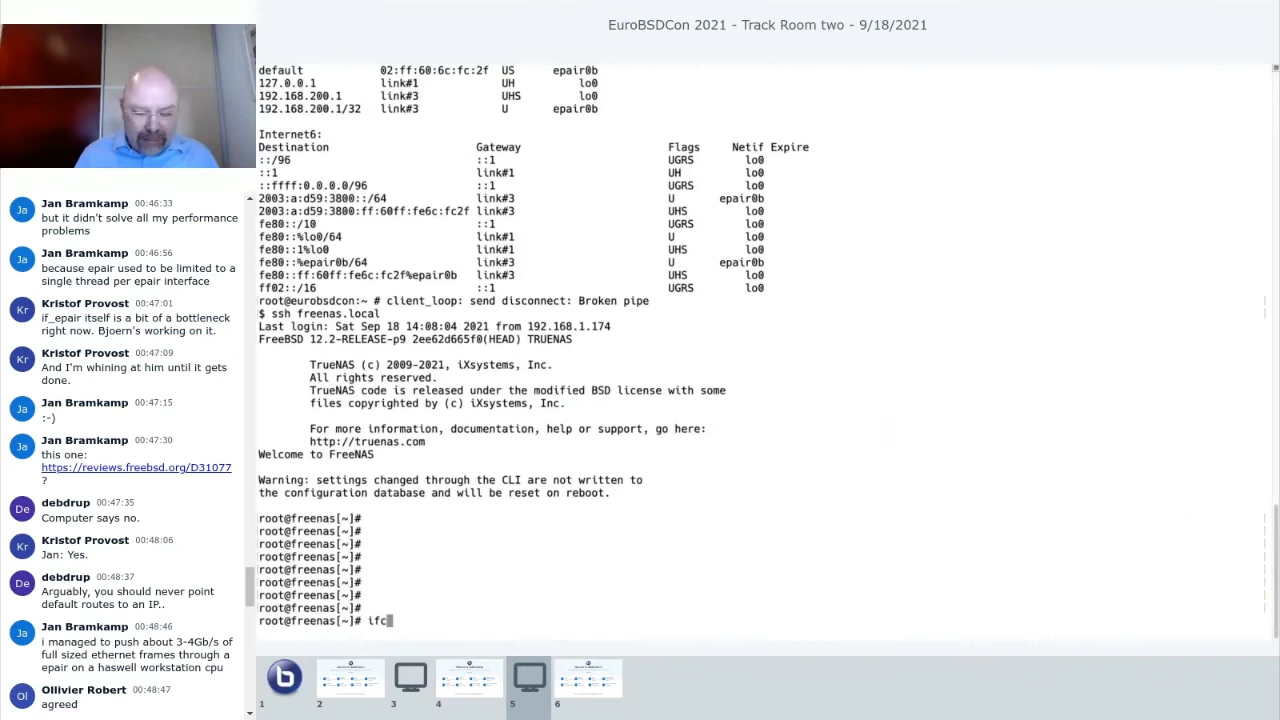 EuroBSDCon 2021 - Track Room two - 9/18/2021
Ja Jan Bramkamp 00:46:33
but it didn't solve all my performance
problems
Ja Jan Bramkamp 00:46:56
because epair used to be limited to a
single thread per epair interface
Kr Kristof Provost 00:47:01
if_epair itself is a bit of a bottleneck
right now. Bjoern's working on it.
Kr Kristof Provost 00:47:09
And I'm whining at him until it gets
done.
Ja Jan Bramkamp 00:47:15
:-)
Ja Jan Bramkamp 00:47:30
this one:
https://reviews.freebsd.org/D31077
?
De debdrup 00:47:35
Computer says no.
Kr Kristof Provost 00:48:06
Jan: Yes.
De debdrup 00:48:37
Arguably, you should never point
default routes to an IP..
Ja Jan Bramkamp 00:48:46
i managed to push about 3-4Gb/s of
full sized ethernet frames through a
epair on a haswell workstation cpu
Ol Ollivier Robert 00:48:47
agreed
default 02:ff:60:6c:fc:2f US epair0b
127.0.0.1 link#1 UH lo0
192.168.200.1 link#3 UHS lo0
192.168.200.1/32 link#3 U epair0b
Internet6:
Destination Gateway Flags Netif Expire
::/96 ::1 UGRS lo0
::1 link#1 UH lo0
::ffff:0.0.0.0/96 ::1 UGRS lo0
2003:a:d59:3800::/64 link#3 U epair0b
2003:a:d59:3800:ff:60ff:fe6c:fc2f link#3 UHS lo0
fe80::/10 ::1 UGRS lo0
fe80::%lo0/64 link#1 U lo0
fe80::1%lo0 link#1 UHS lo0
fe80::%epair0b/64 link#3 U epair0b
fe80::ff:60ff:fe6c:fc2f%epair0b link#3 UHS lo0
ff02::/16 ::1 UGRS lo0
root@eurobsdcon:~ # client_loop: send disconnect: Broken pipe
$ ssh freenas.local
Last login: Sat Sep 18 14:08:04 2021 from 192.168.1.174
FreeBSD 12.2-RELEASE-p9 2ee62d665f0(HEAD) TRUENAS
TrueNAS (c) 2009-2021, iXsystems, Inc.
All rights reserved.
TrueNAS code is released under the modified BSD license with some
files copyrighted by (c) iXsystems, Inc.
For more information, documentation, help or support, go here:
http://truenas.com
Welcome to FreeNAS
Warning: settings changed through the CLI are not written to
the configuration database and will be reset on reboot.
root@freenas[~]#
root@freenas[~]#
root@freenas[~]#
root@freenas[~]#
root@freenas[~]#
root@freenas[~]#
root@freenas[~]#
root@freenas[~]#
root@freenas[~]# ifc
1 2 3 4 5 6